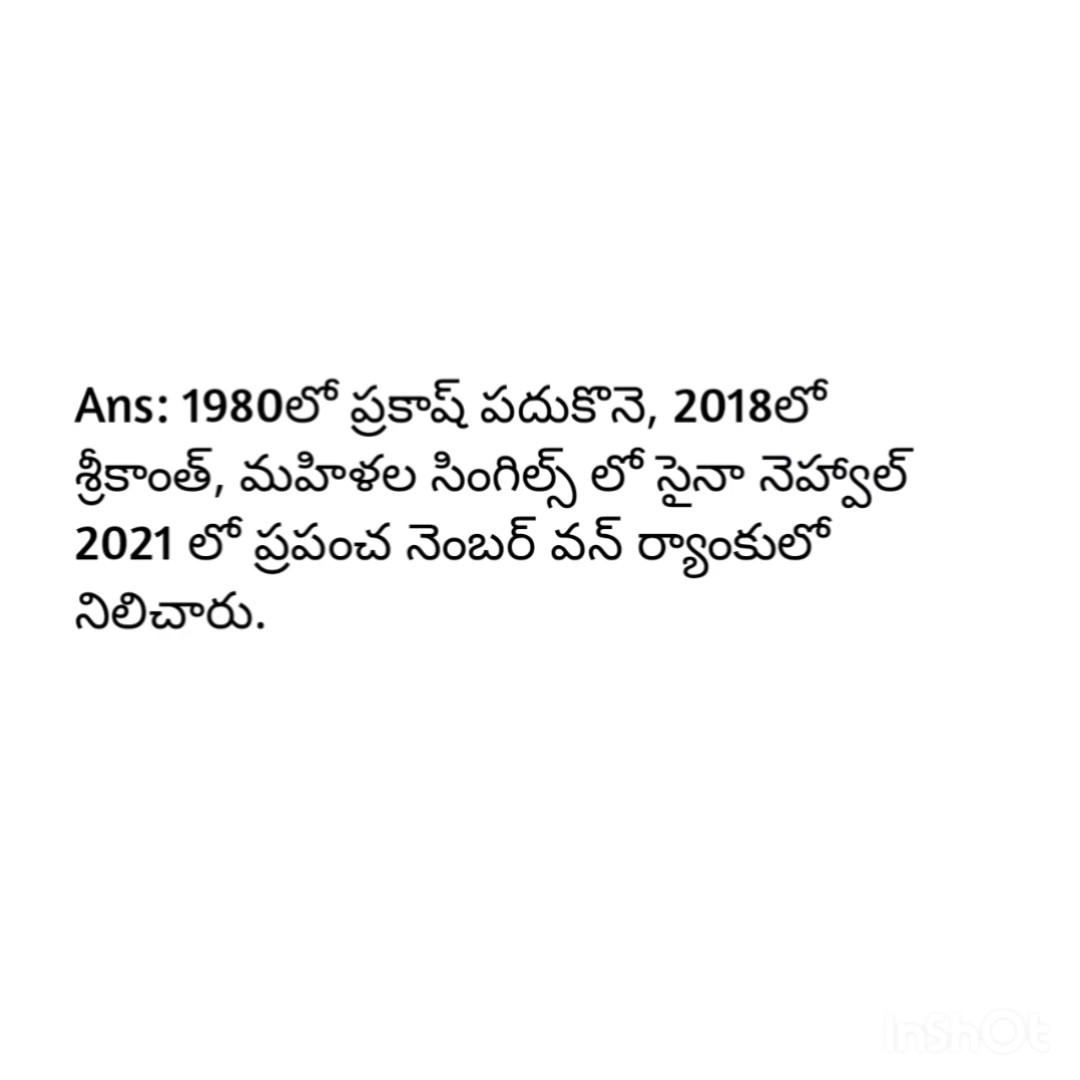 Ans: 1980లో ప్రకాష్ పదుకొనె, 2018లో
శ్రీకాంత్, మహిళల సింగిల్స్ లో సైనా నెహ్వాల్
2021 లో ప్రపంచ నెంబర్ వన్ ర్యాంకులో
నిలిచారు.
InShOt